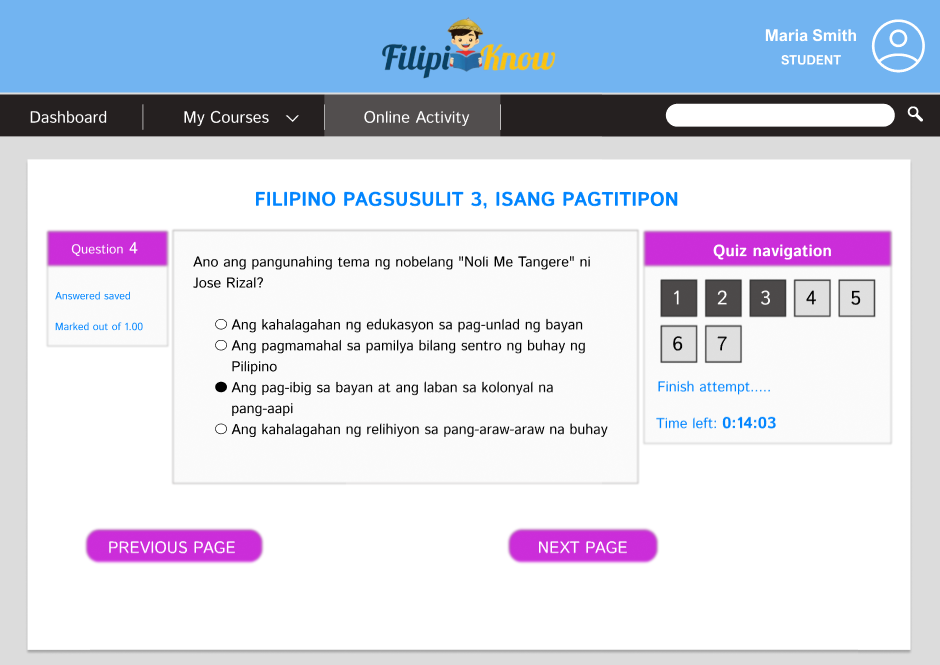 FilipiKnow
Maria Smith
STUDENT
Dashboard
My Courses
Online Activity
FILIPINO PAGSUSULIT 3, ISANG PAGTITIPON
Question 4
Answered saved
Marked out of 1.00
Ano ang pangunahing tema ng nobelang "Noli Me Tangere" ni
Jose Rizal?
Ang kahalagahan ng edukasyon sa pag-unlad ng bayan
Ang pagmamahal sa pamilya bilang sentro ng buhay ng
Pilipino
Ang pag-ibig sa bayan at ang laban sa kolonyal na
pang-aapi
Ang kahalagahan ng relihiyon sa pang-araw-araw na buhay
Quiz navigation
1 2 3 4 5
6 7
Finish attempt.....
Time left: 0:14:03
PREVIOUS PAGE
NEXT PAGE